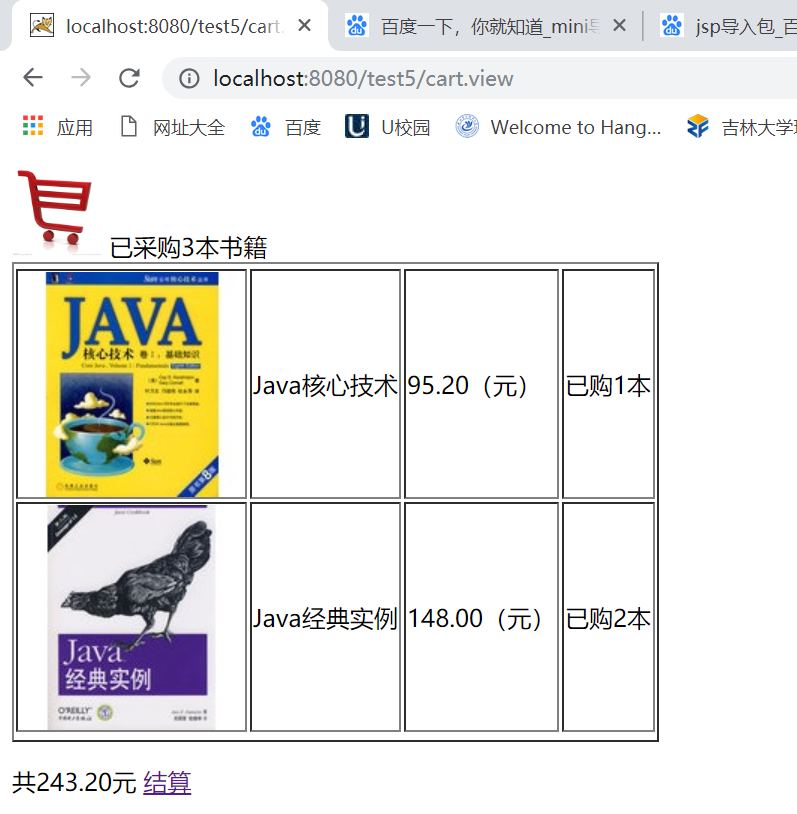 localhost:8080/test5/cart.
百度一下，你就知道_mini导
jsp导入包_百
localhost:8080/test5/cart.view
应用
网址大全
百度
U校园
Welcome to Hang...
吉林大学珠
已采购3本书籍
JAVA
核心技术 卷I：基础知识
Java核心技术
95.20（元）
已购1本
Java Cookbook
Java
经典实例
O'REILLY
Java经典实例
148.00（元）
已购2本
共243.20元 结算